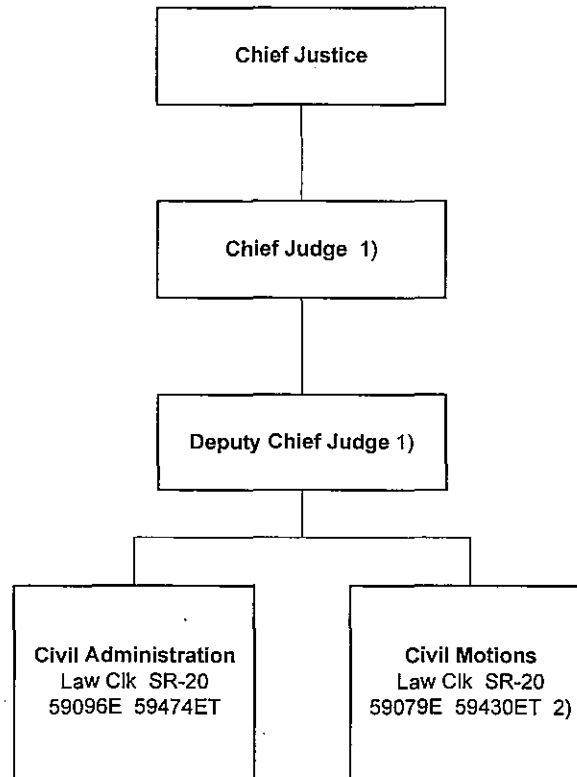 Chief Justice
Chief Judge 1)
Deputy Chief Judge 1)
Civil Administration
Law Clk SR-20
59096E 59474ET
Civil Motions
Law Clk SR-20
59079E 59430ET 2)